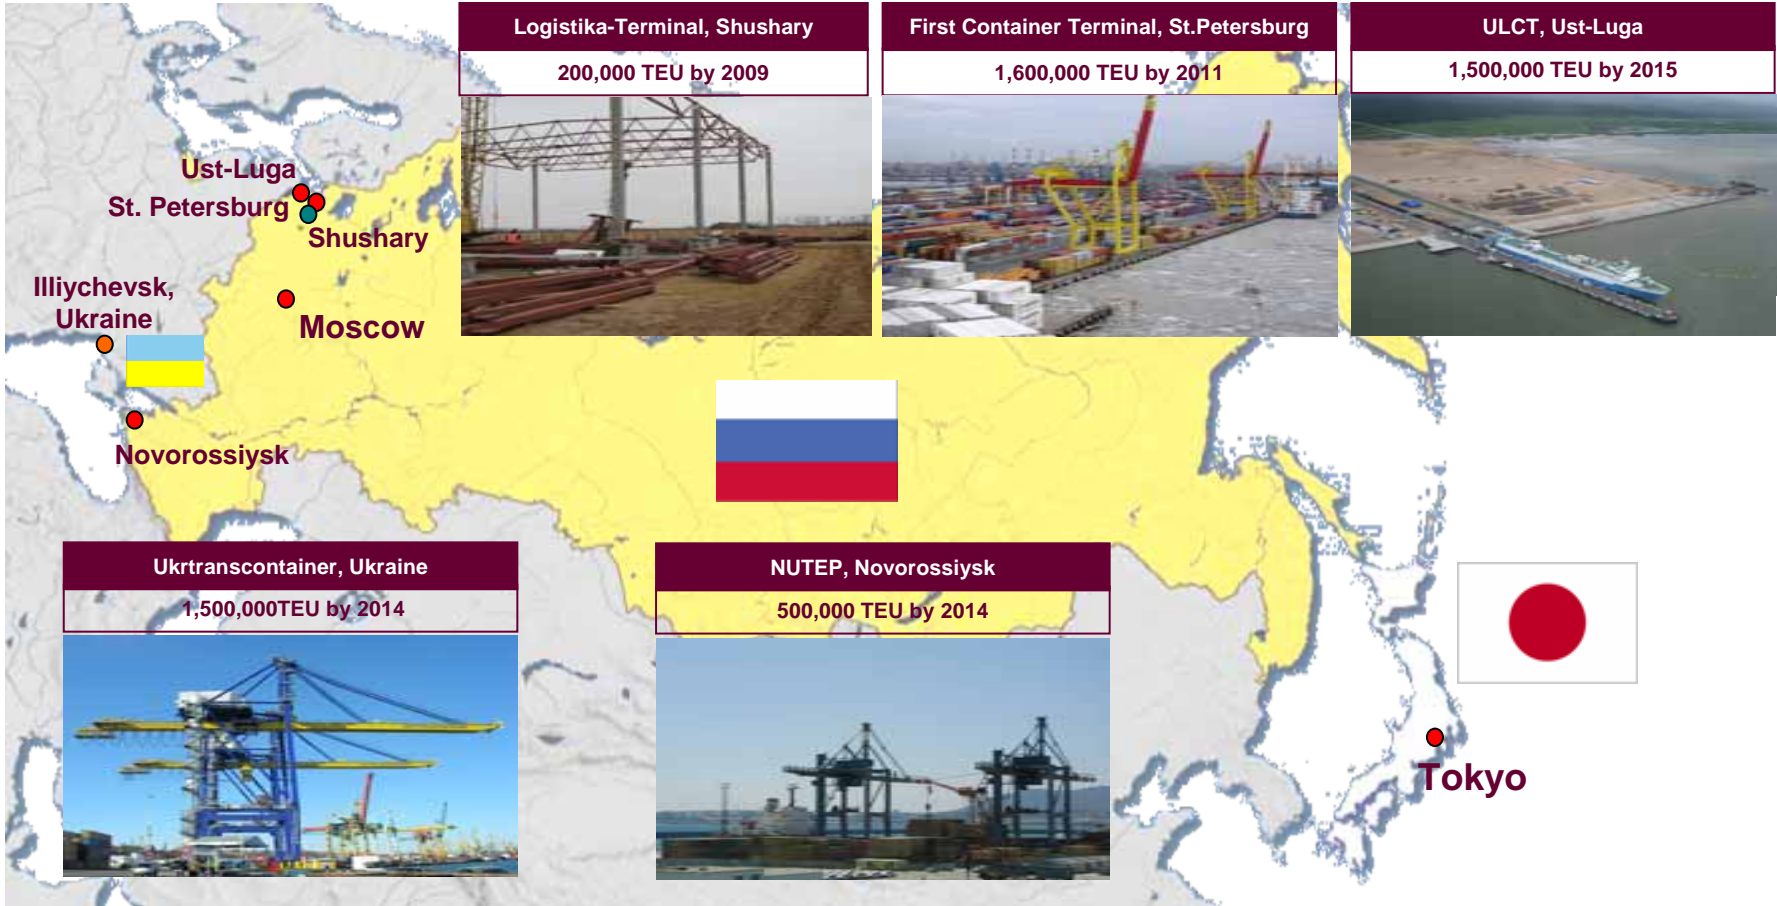 Logistika-Terminal, Shushary
200,000 TEU by 2009
First Container Terminal, St.Petersburg
1,600,000 TEU by 2011
ULCT, Ust-Luga
1,500,000 TEU by 2015
Ust-Luga
St. Petersburg
Shushary
Illiychevsk,
Ukraine
Moscow
Novorossiysk
Ukrtranscontainer, Ukraine
1,500,000TEU by 2014
NUTEP, Novorossiysk
500,000 TEU by 2014
Tokyo